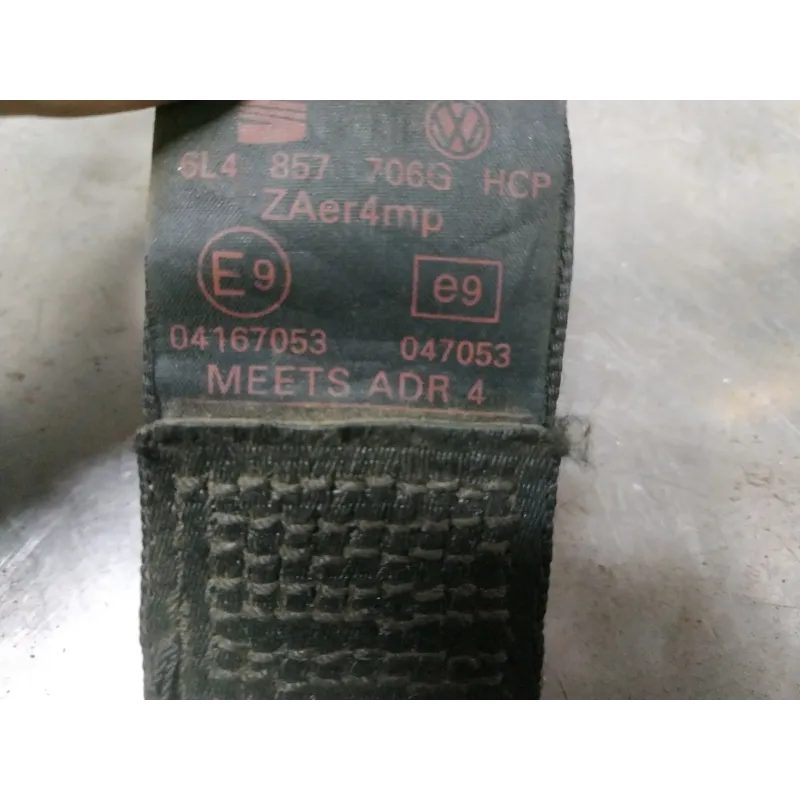 6L4 857 706G HCP
ZAer4mp
E9 e9
04167053 047053
MEETS ADR 4